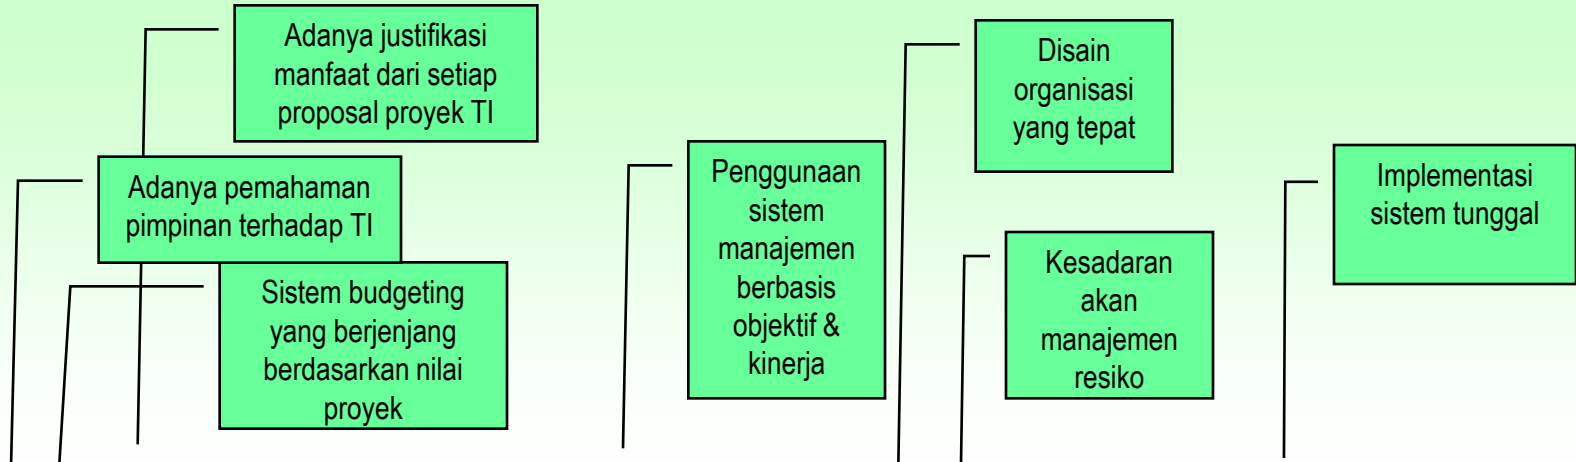 Adanya justifikasi
manfaat dari setiap
proposal proyek TI
Adanya pemahaman
pimpinan terhadap TI
Sistem budgeting
yang berjenjang
berdasarkan nilai
proyek
Penggunaan
sistem
manajemen
berbasis
objektif &
kinerja
Disain
organisasi
yang tepat
Kesadaran
akan
manajemen
resiko
Implementasi
sistem tunggal